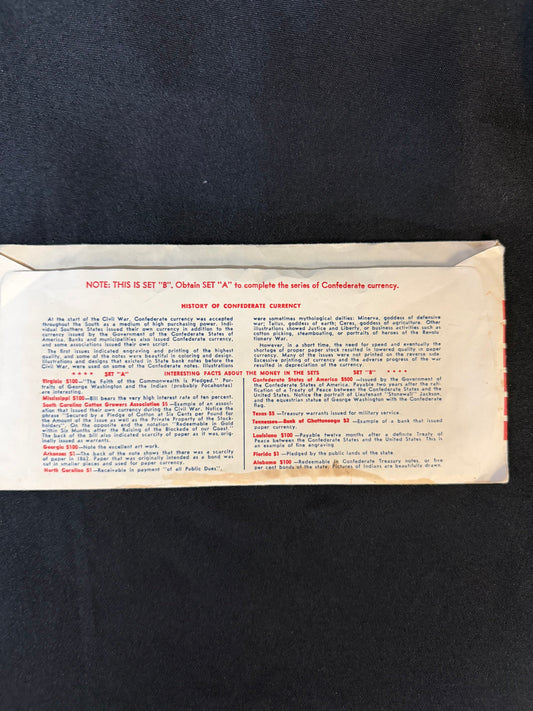 NOTE: THIS IS SET "B", Obtain SET "A" to complete the series of Confederate currency.
HISTORY OF CONFEDERATE CURRENCY
At the start of the Civil War, Confederate currency was accepted
throughout the South as a medium of high purchasing power. Indi-
vidual Southern States issued their own currency in addition to the
currency issued by the Government of the Confederate States of
America. Banks and municipalities also issued Confederate currency,
and some associations issued their own script.
The first issues indicated engraving and printing of the highest
quality, and some of the notes were beautiful in coloring and design.
Illustrations and designs that existed in State bank notes before the
Civil War, were used on some of the Confederate notes. Illustrations
were sometimes mythological deities: Minerva, goddess of defensive
war; Tellus, goddess of earth; Ceres, goddess of agriculture. Other
illustrations showed Justice and Liberty, or business activities such as
cotton picking, steamboating, or portraits of heroes of the Revolu-
tionary War.
However, in a short time, the need for speed and eventually the
shortage of proper paper stock resulted in lowered quality in paper
currency. Many of the issues were not printed on the reverse side.
Excessive printing of currency and the adverse progress of the war
resulted in depreciation of the currency.
* * * * SET "A" INTERESTING FACTS ABOUT THE MONEY IN THE SETS SET "B" * * * *
Virginia $100—"The Faith of the Commonwealth is Pledged." Por-
traits of George Washington and the Indian (probably Pocahontas)
are interesting.
Mississippi $100—Bill bears the very high interest rate of ten percent.
South Carolina Cotton Growers Association $5—Example of an associ-
ation that issued their own currency during the Civil War. Notice the
phrase "Secured by a Pledge of Cotton at Six Cents per Pound for
the Amount of the Issue as well as the Private Property of the Stock-
holders". On the opposite end the notation "Redeemable in Gold
within Six Months after the Raising of the Blockade of our Coast."
The back of the bill also indicated scarcity of paper as it was orig-
inally issued as warrants.
Georgia $100—Note the excellent art work.
Arkansas $1—The back of the note shows that there was a scarcity
of paper in 1862. Paper that was originally intended as a bond was
cut in smaller pieces and used for paper currency.
North Carolina $1—Receivable in payment "of all Public Dues".
Confederate States of America $500—Issued by the Government of
the Confederate States of America. Payable two years after the rati-
fication of a Treaty of Peace between the Confederate States and the
United States. Notice the portrait of Lieutenant "Stonewall" Jackson,
and the equestrian statue of George Washington with the Confederate
flag.
Texas $5—Treasury warrants issued for military service.
Tennessee—Bank of Chattanooga $2—Example of a bank that issued
paper currency.
Louisiana $100—Payable twelve months after a definite Treaty of
Peace between the Confederate States and the United States. This is
an example of fine engraving.
Florida $1—Pledged by the public lands of the state.
Alabama $100—Redeemable in Confederate Treasury notes, or five
per cent bonds of the state. Pictures of Indians are beautifully drawn.